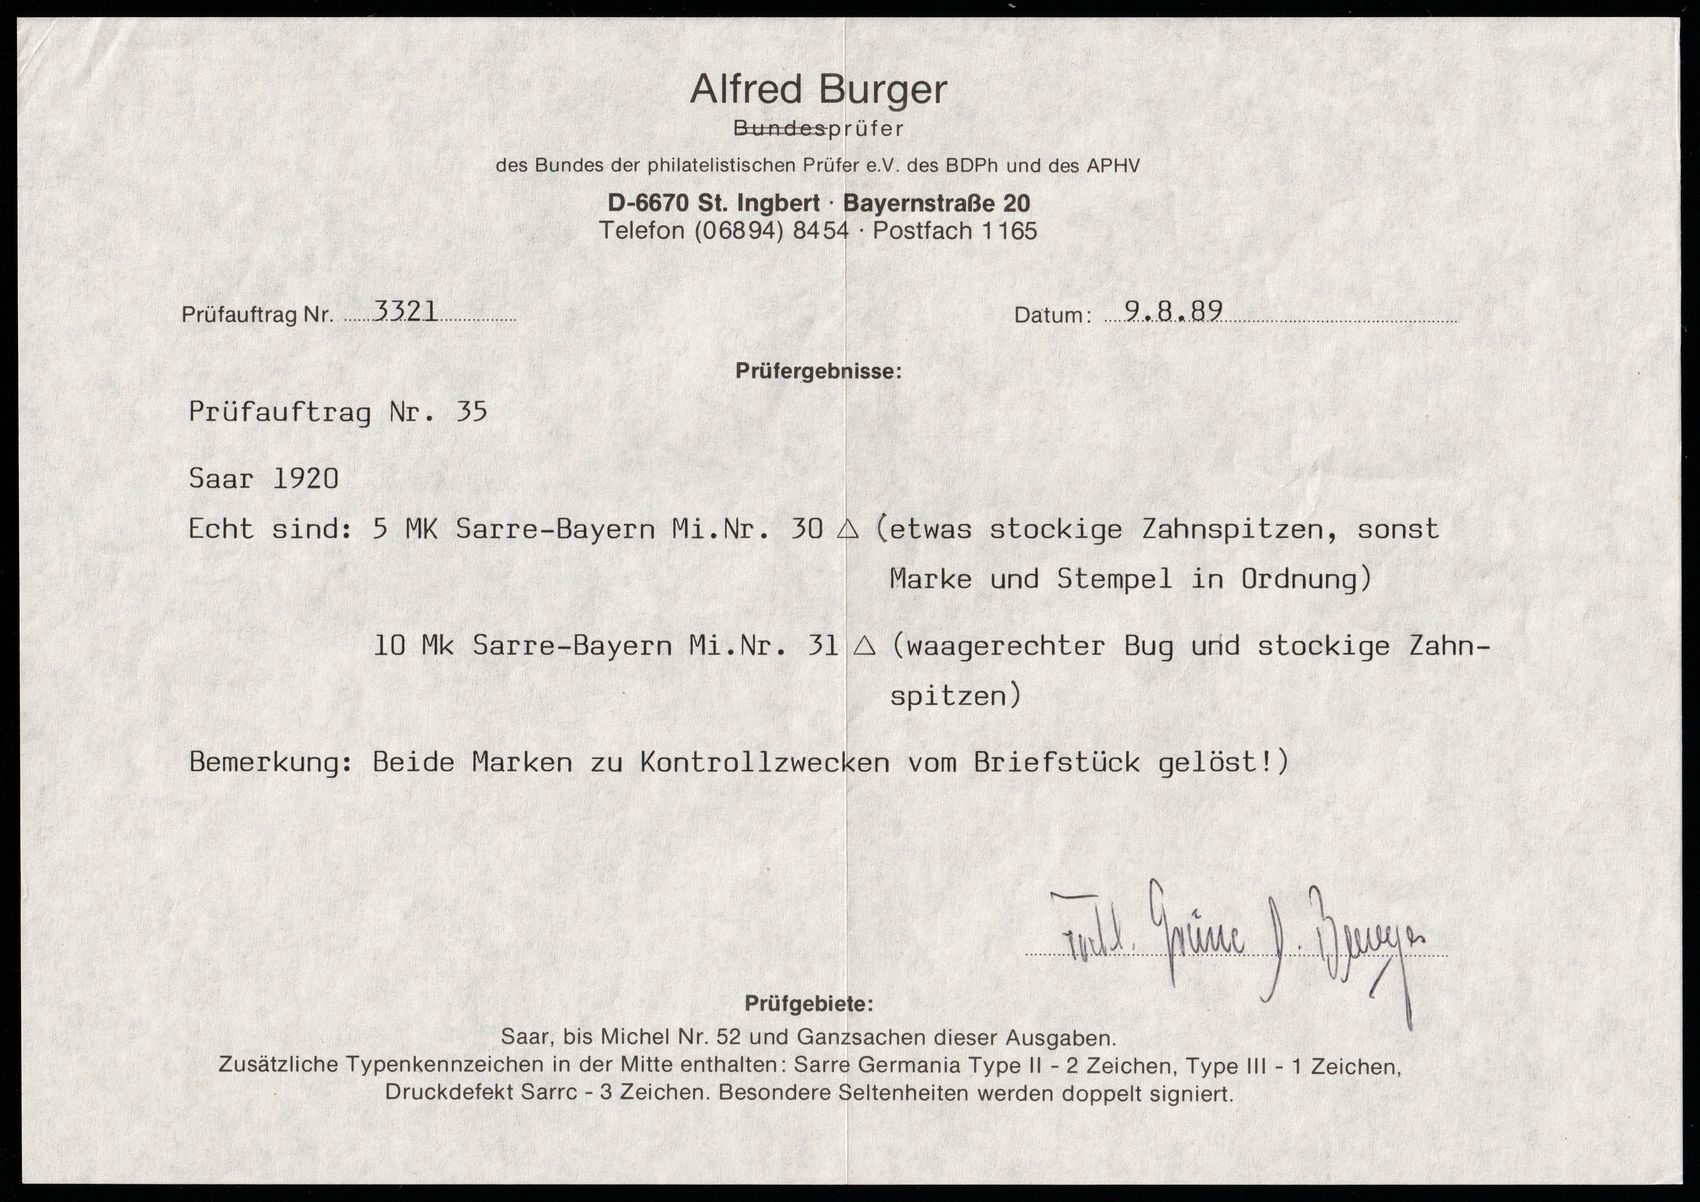 Alfred Burger
Bundesprüfer
des Bundes der philatelistischen Prüfer e.V. des BDPh und des APHV
D-6670 St. Ingbert · Bayernstraße 20
Telefon (06894) 8454 · Postfach 1165
Prüfauftrag Nr. 3321 Datum: 9.8.89
Prüfergebnisse:
Prüfauftrag Nr. 35
Saar 1920
Echt sind: 5 MK Sarre-Bayern Mi.Nr. 30 △ (etwas stockige Zahnspitzen, sonst
Marke und Stempel in Ordnung)
10 Mk Sarre-Bayern Mi.Nr. 31 △ (waagerechter Bug und stockige Zahn-
spitzen)
Bemerkung: Beide Marken zu Kontrollzwecken vom Briefstück gelöst!)
Grüße A. Burger
Prüfgebiete:
Saar, bis Michel Nr. 52 und Ganzsachen dieser Ausgaben.
Zusätzliche Typenkennzeichen in der Mitte enthalten: Sarre Germania Type II - 2 Zeichen, Type III - 1 Zeichen,
Druckdefekt Sarrc - 3 Zeichen. Besondere Seltenheiten werden doppelt signiert.